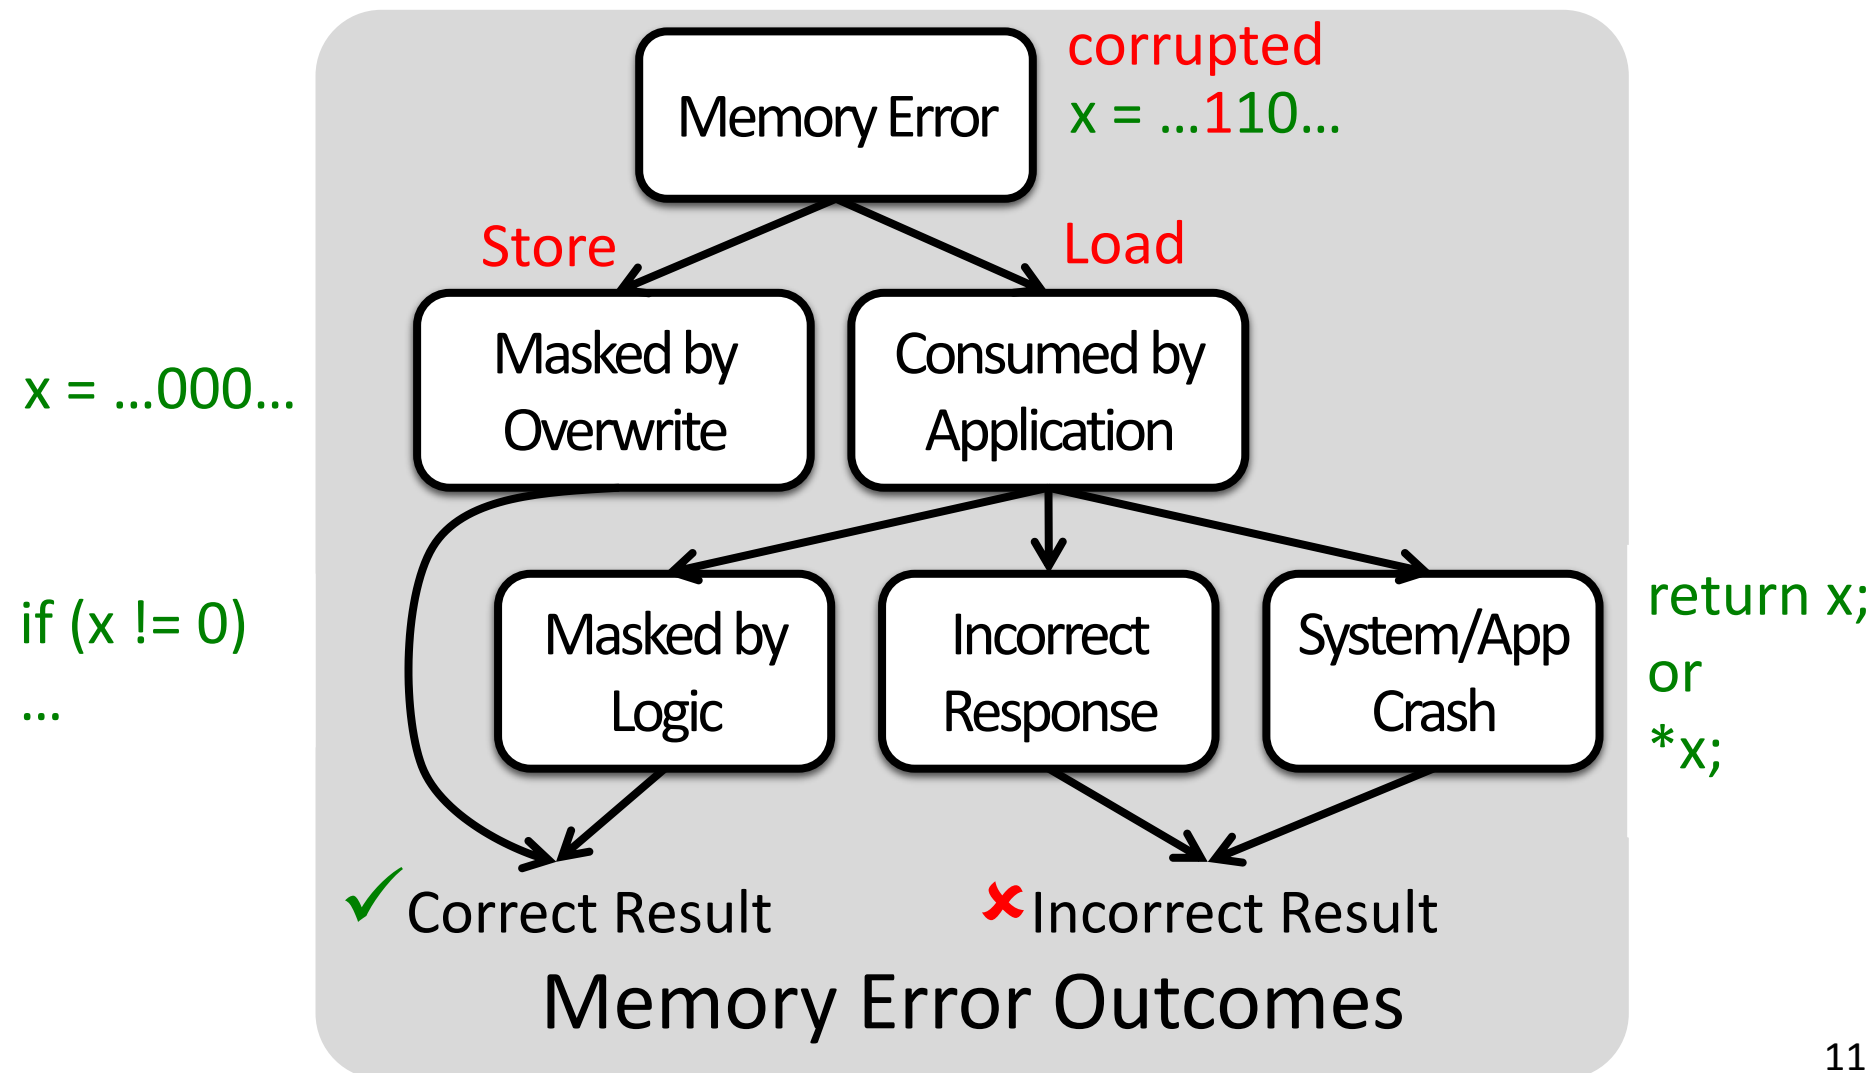 corrupted
Memory Error
x = ...110...
Store
Load
Masked by
Overwrite
Consumed by
Application
x = ...000...
if (x != 0)
...
Masked by
Logic
Incorrect
Response
System/App
Crash
return x;
or
*x;
Correct Result
Incorrect Result
Memory Error Outcomes
11